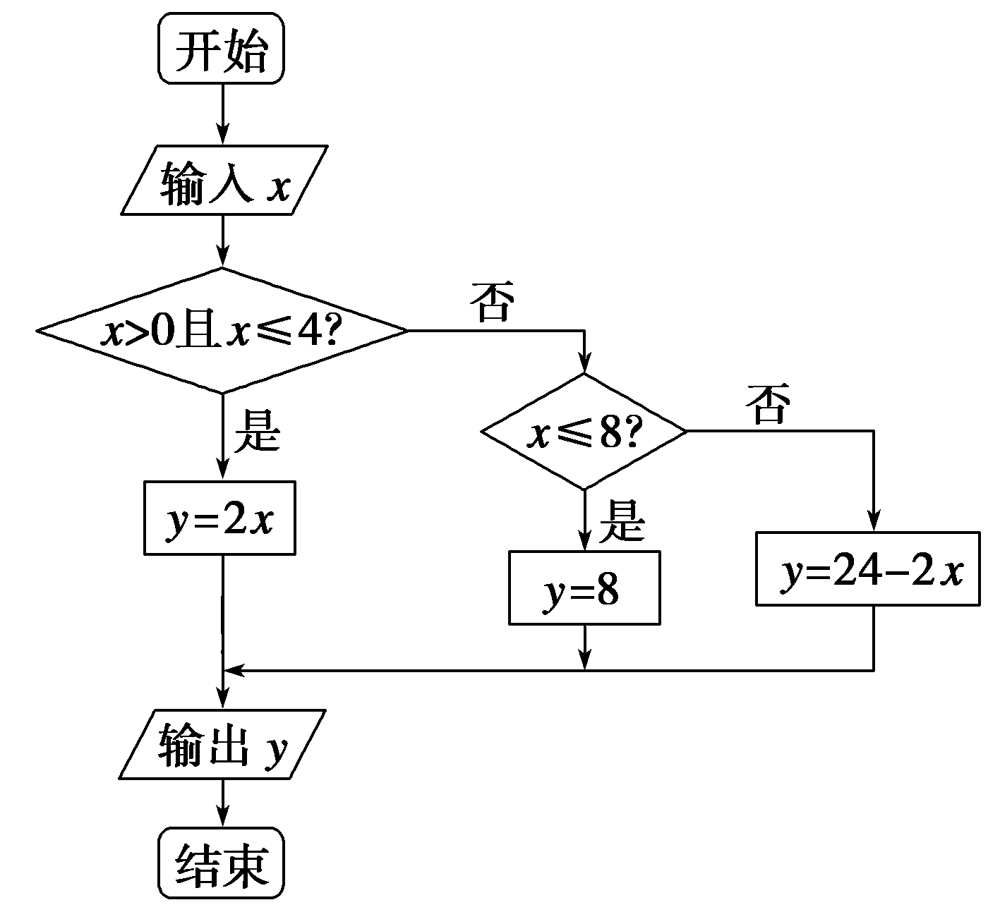 开始
输入 x
x>0且x≤4?
否
是
x≤8?
否
y=2x
是
y=8
y=24-2x
输出 y
结束